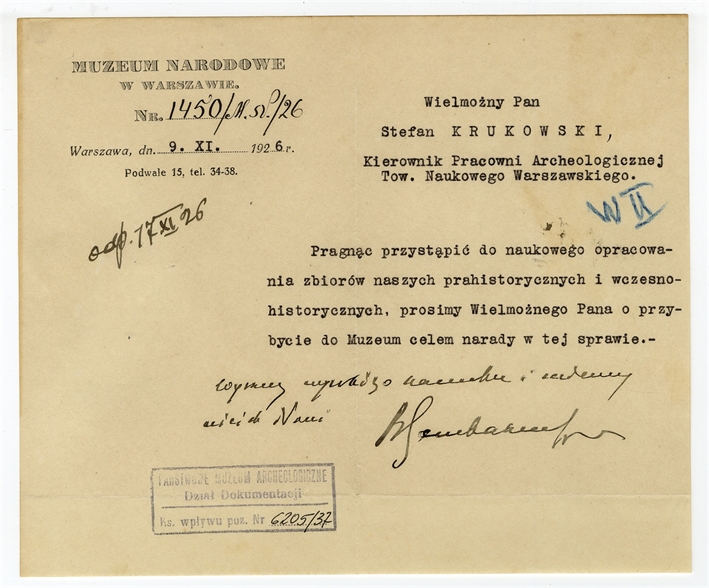 MUZEUM NARODOWE
W WARSZAWIE.
NR. 1450/M.N./26
Warszawa, dn. 9. XI. 1926 r.
Podwale 15, tel. 34-38.
odp. 17 XI 26
Wielmożny Pan
Stefan KRUKOWSKI,
Kierownik Pracowni Archeologicznej
Tow. Naukowego Warszawskiego.
W II
Pragnąc przystąpić do naukowego opracowa-
nia zbiorów naszych prahistorycznych i wczesno-
historycznych, prosimy Wielmożnego Pana o przy-
bycie do Muzeum celem narady w tej sprawie.-
Wyrazy szacunku i
PAŃSTWOWE MUZEUM ARCHEOLOGICZNE
Dział Dokumentacji
Ks. wpływu poz. Nr 6205/37